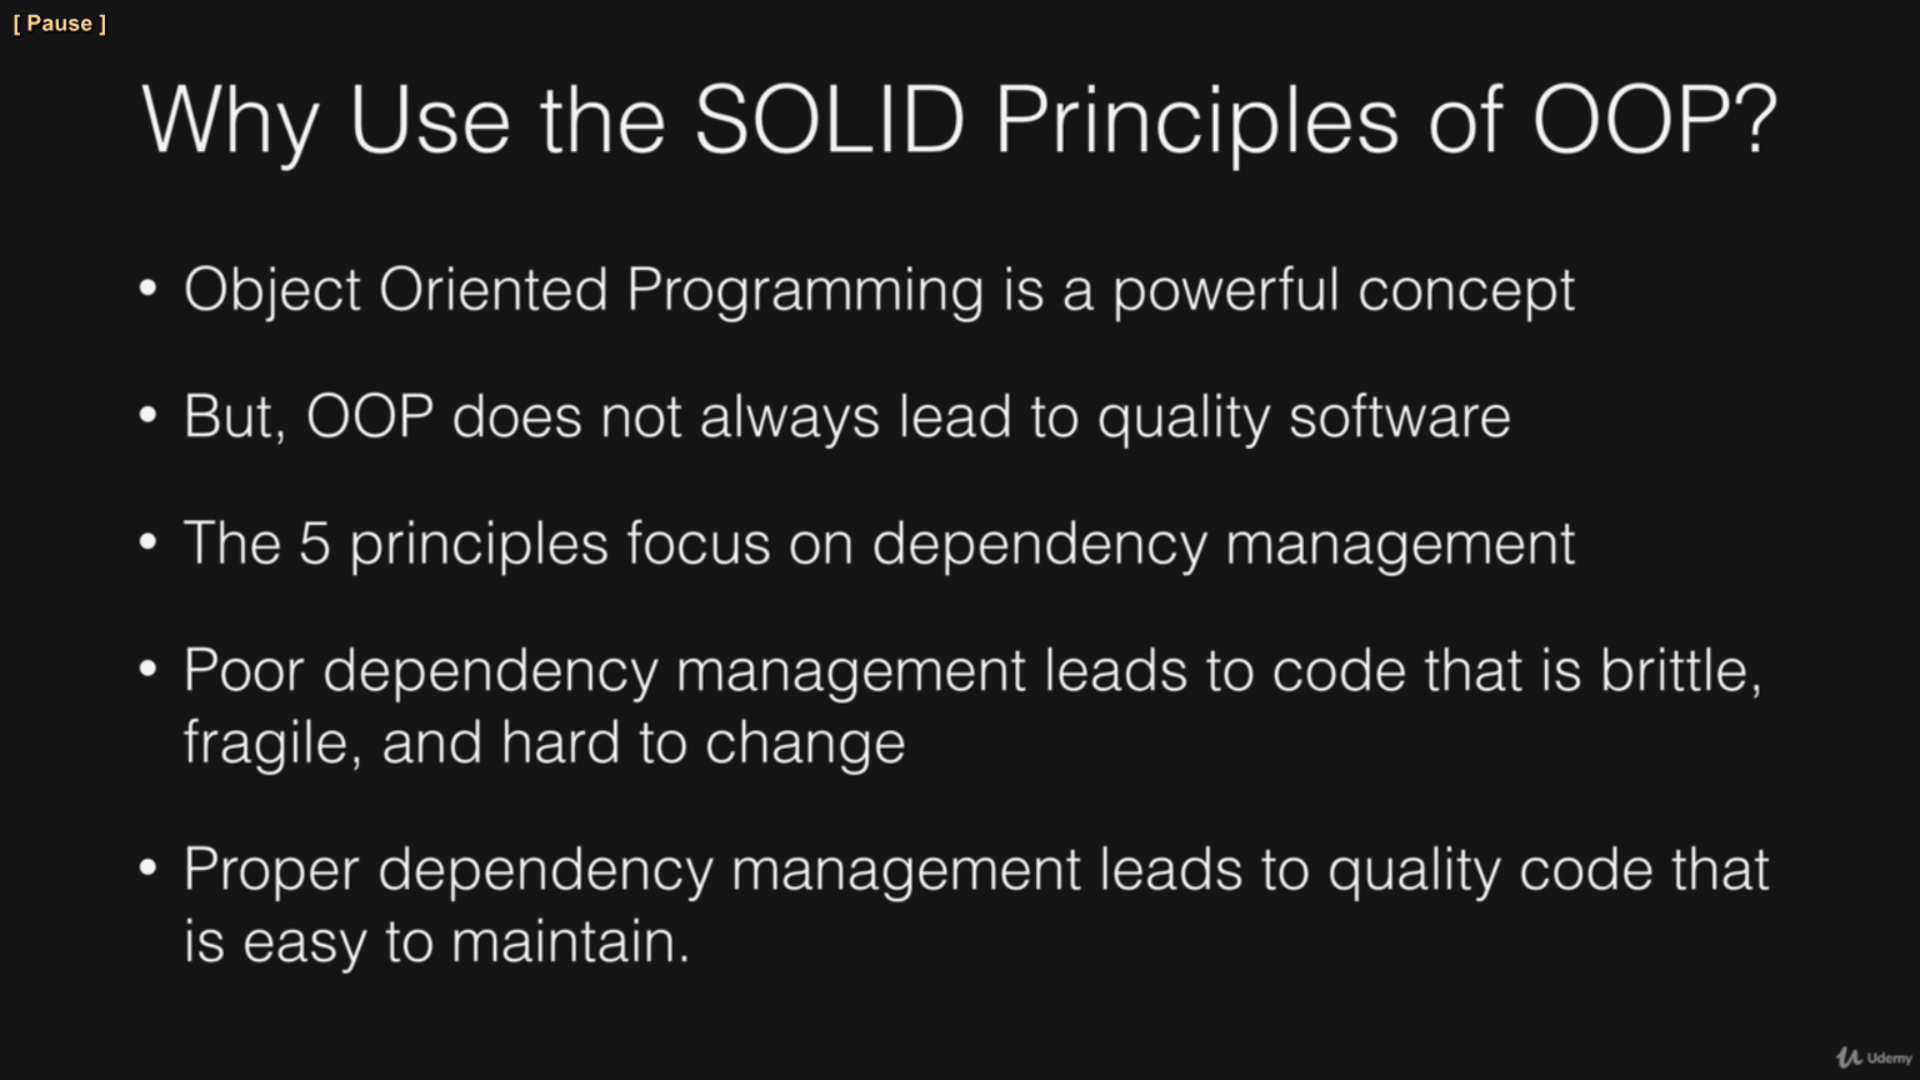 [ Pause ]
Why Use the SOLID Principles of OOP?
• Object Oriented Programming is a powerful concept
• But, OOP does not always lead to quality software
• The 5 principles focus on dependency management
• Poor dependency management leads to code that is brittle,
fragile, and hard to change
• Proper dependency management leads to quality code that
is easy to maintain.
Udemy